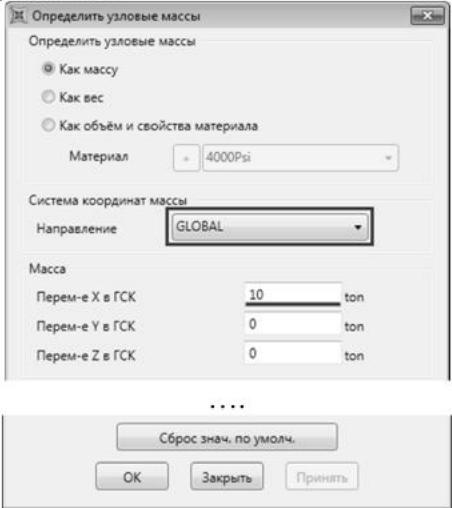 Определить узловые массы
Определить узловые массы
Как массу
Как вес
Как объём и свойства материала
Материал + 4000Psi
Система координат массы
Направление GLOBAL
Масса
Перем-е X в ГСК 10 ton
Перем-е Y в ГСК 0 ton
Перем-е Z в ГСК 0 ton
....
Сброс знач. по умолч.
OK Закрыть Принять